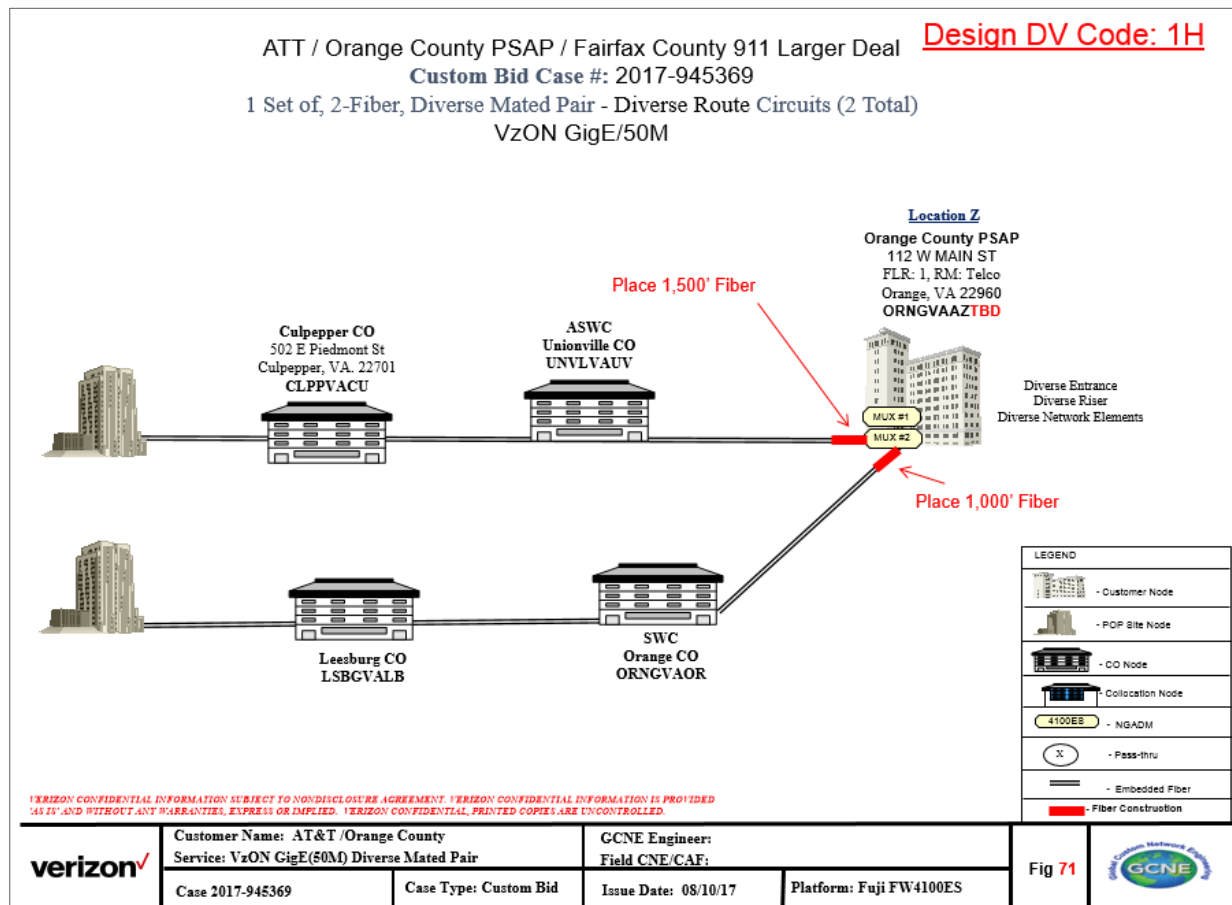 Design DV Code: 1H
ATT / Orange County PSAP / Fairfax County 911 Larger Deal
Custom Bid Case #: 2017-945369
1 Set of, 2-Fiber, Diverse Mated Pair - Diverse Route Circuits (2 Total)
VzON GigE/50M
Location Z
Orange County PSAP
112 W MAIN ST
FLR: 1, RM: Telco
Orange, VA 22960
ORNGVAAZTBD
Place 1,500' Fiber
Culpepper CO
502 E Piedmont St
Culpepper, VA. 22701
CLPPVACU
ASWC
Unionville CO
UNVLVAUV
MUX #1
MUX #2
Diverse Entrance
Diverse Riser
Diverse Network Elements
Place 1,000' Fiber
Leesburg CO
LSBGVALB
SWC
Orange CO
ORNGVAOR
LEGEND
- Customer Node
- POP Site Node
- CO Node
- Collocation Node
4100ES - NGADM
X - Pass-thru
- Embedded Fiber
- Fiber Construction
VERIZON CONFIDENTIAL INFORMATION SUBJECT TO NONDISCLOSURE AGREEMENT. VERIZON CONFIDENTIAL INFORMATION IS PROVIDED
'AS IS' AND WITHOUT ANY WARRANTIES, EXPRESS OR IMPLIED. VERIZON CONFIDENTIAL, PRINTED COPIES ARE UNCONTROLLED.
verizon
Customer Name: AT&T /Orange County
Service: VzON GigE(50M) Diverse Mated Pair
GCNE Engineer:
Field CNE/CAF:
Case 2017-945369
Case Type: Custom Bid
Issue Date: 08/10/17
Platform: Fuji FW4100ES
Fig 71
Global Custom Network Engineering
GCNE